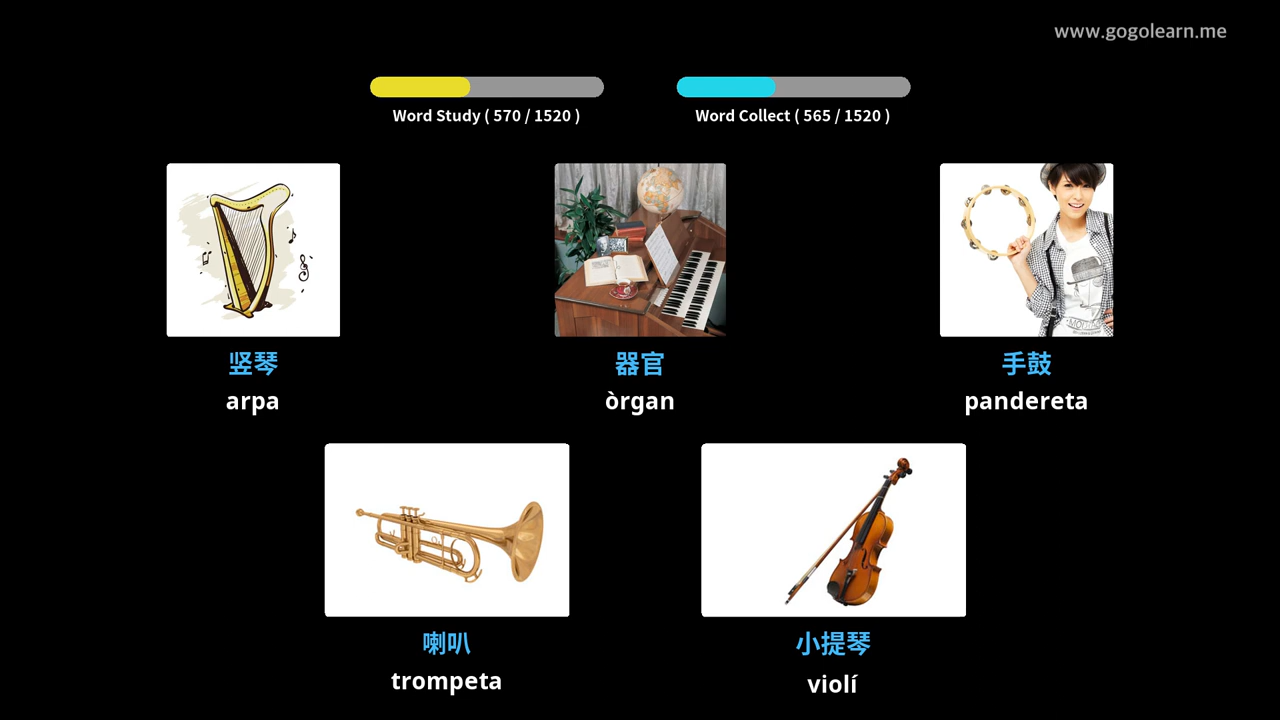 www.gogolearn.me
Word Study ( 570 / 1520 )
Word Collect ( 565 / 1520 )
竖琴
arpa
器官
òrgan
手鼓
pandereta
喇叭
trompeta
小提琴
violí